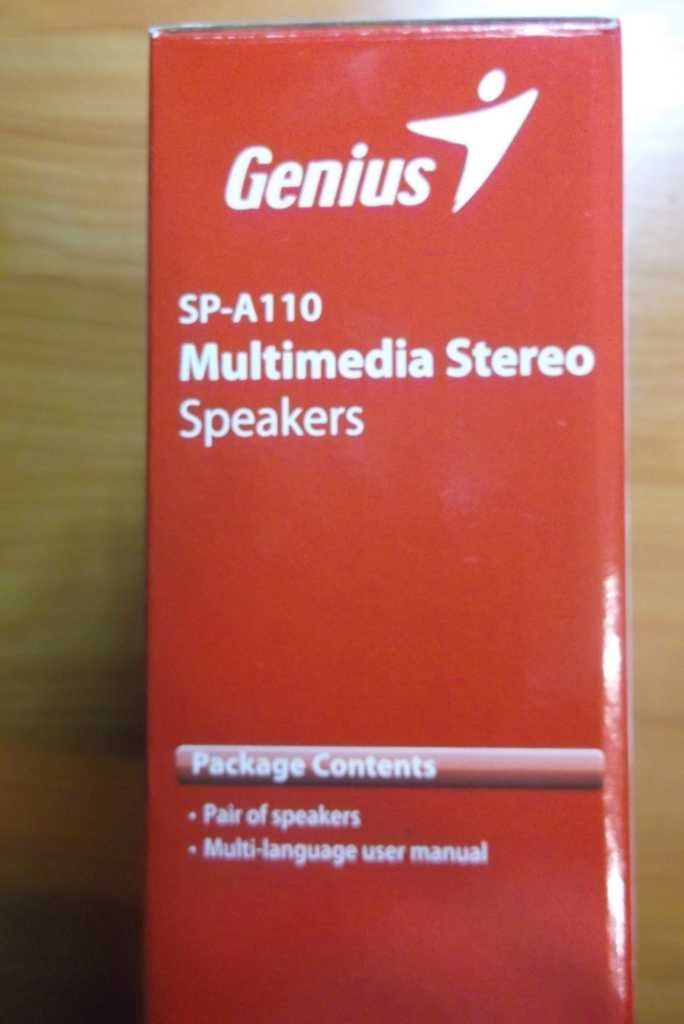 Genius
SP-A110
Multimedia Stereo
Speakers
Package Contents
• Pair of speakers
• Multi-language user manual